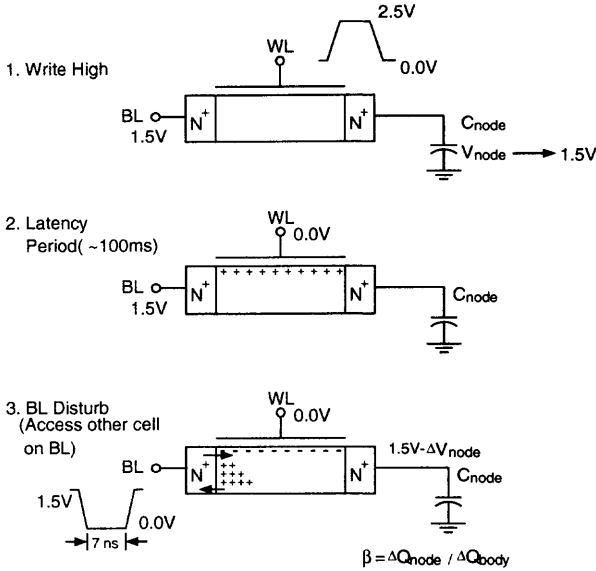 2.5V
WL
0.0V
1. Write High
BL
1.5V
N+
N+
Cnode
Vnode
1.5V
2. Latency
Period( ~100ms)
WL
0.0V
+ + + + + + + + + +
BL
1.5V
N+
N+
Cnode
3. BL Disturb
(Access other cell
on BL)
WL
0.0V
BL
N+
- - - - - - - - - -
++
+++
++++
N+
1.5V-ΔVnode
Cnode
1.5V
0.0V
7 ns
β = ΔQnode / ΔQbody